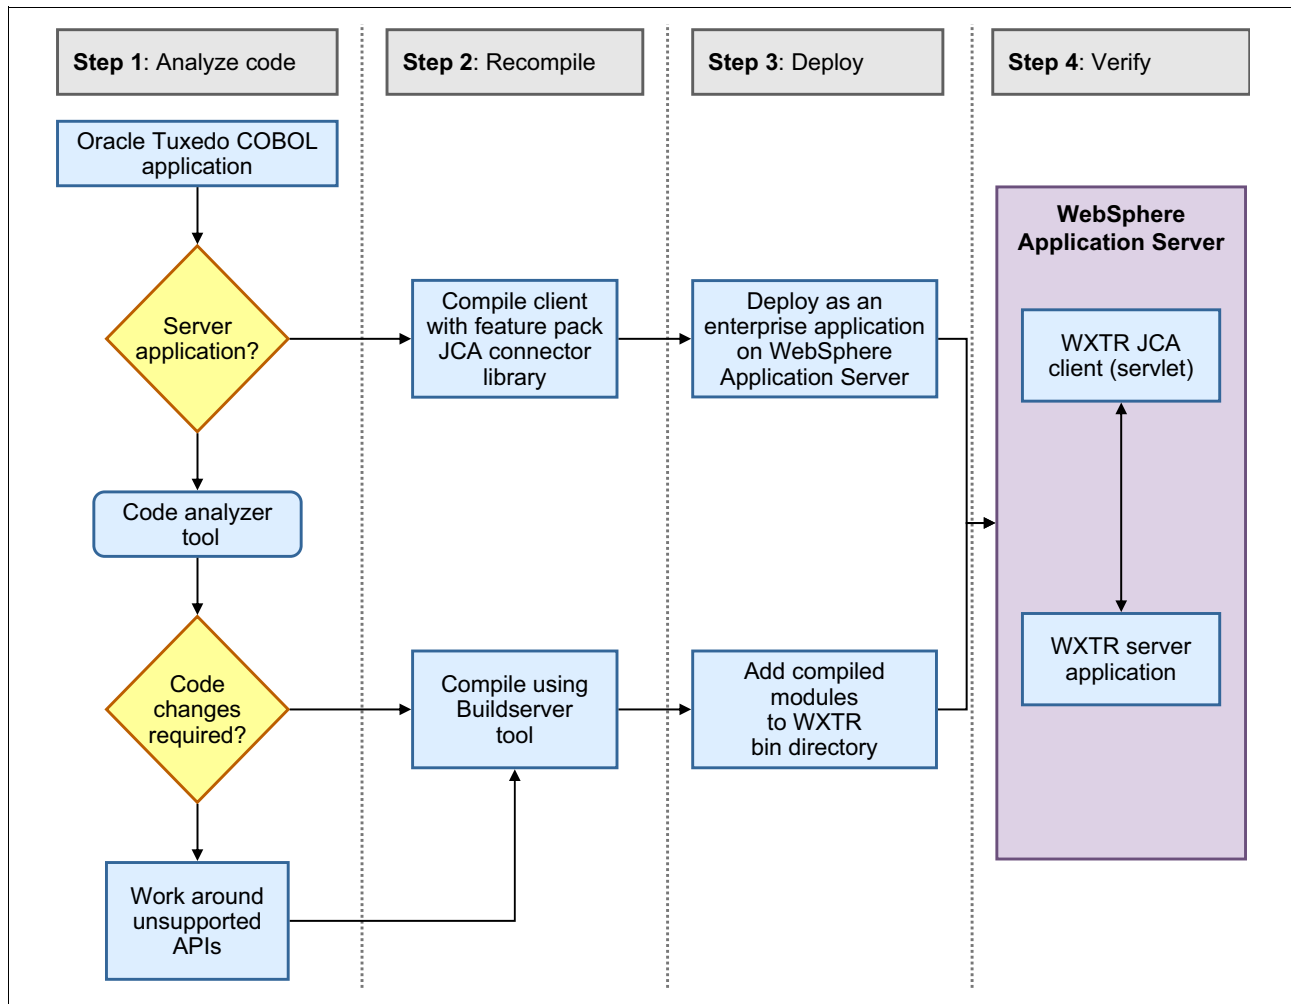 Step 1: Analyze code
Step 2: Recompile
Step 3: Deploy
Step 4: Verify
Oracle Tuxedo COBOL
application
Server
application?
Compile client
with feature pack
JCA connector
library
Deploy as an
enterprise application
on WebSphere
Application Server
WebSphere
Application Server
WXTR JCA
client (servlet)
Code analyzer
tool
Code
changes
required?
Compile using
Buildserver
tool
Add compiled
modules
to WXTR
bin directory
WXTR server
application
Work around
unsupported
APIs